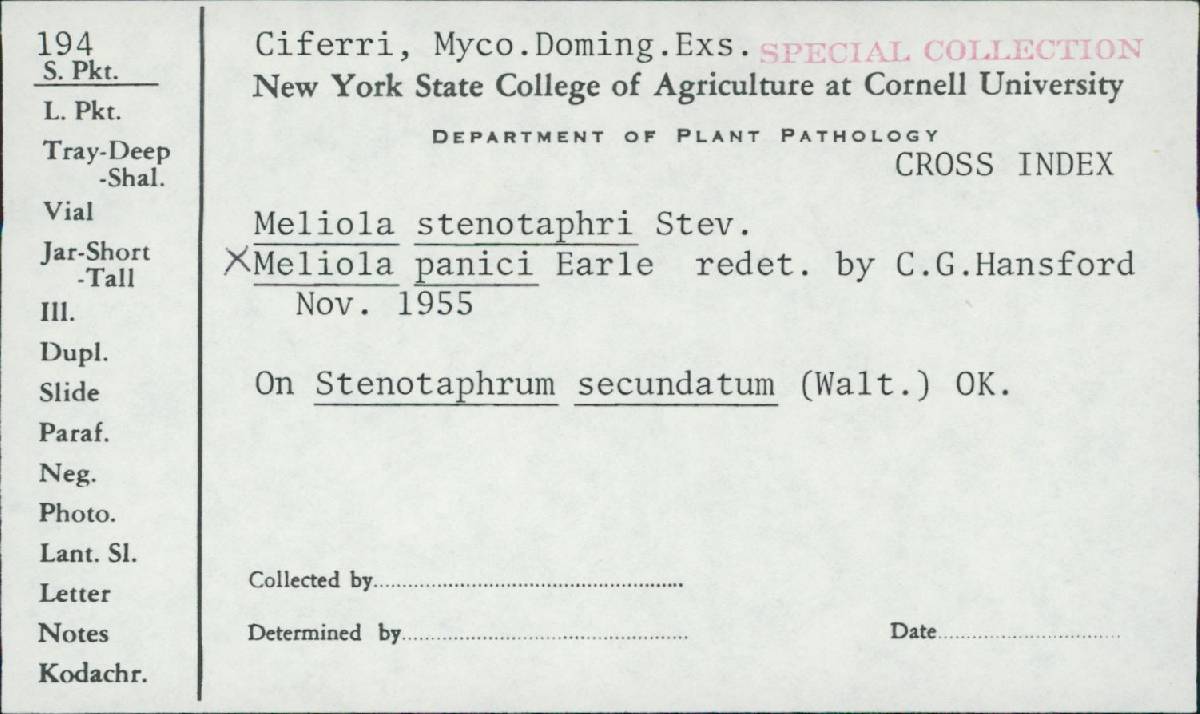 194
S. Pkt.
L. Pkt.
Tray-Deep
-Shal.
Vial
Jar-Short
-Tall
Ill.
Dupl.
Slide
Paraf.
Neg.
Photo.
Lant. Sl.
Letter
Notes
Kodachr.
Ciferri, Myco.Doming.Exs. SPECIAL COLLECTION
New York State College of Agriculture at Cornell University
DEPARTMENT OF PLANT PATHOLOGY
CROSS INDEX
Meliola stenotaphri Stev.
XMeliola panici Earle redet. by C.G.Hansford
Nov. 1955
On Stenotaphrum secundatum (Walt.) OK.
Collected by
Determined by Date